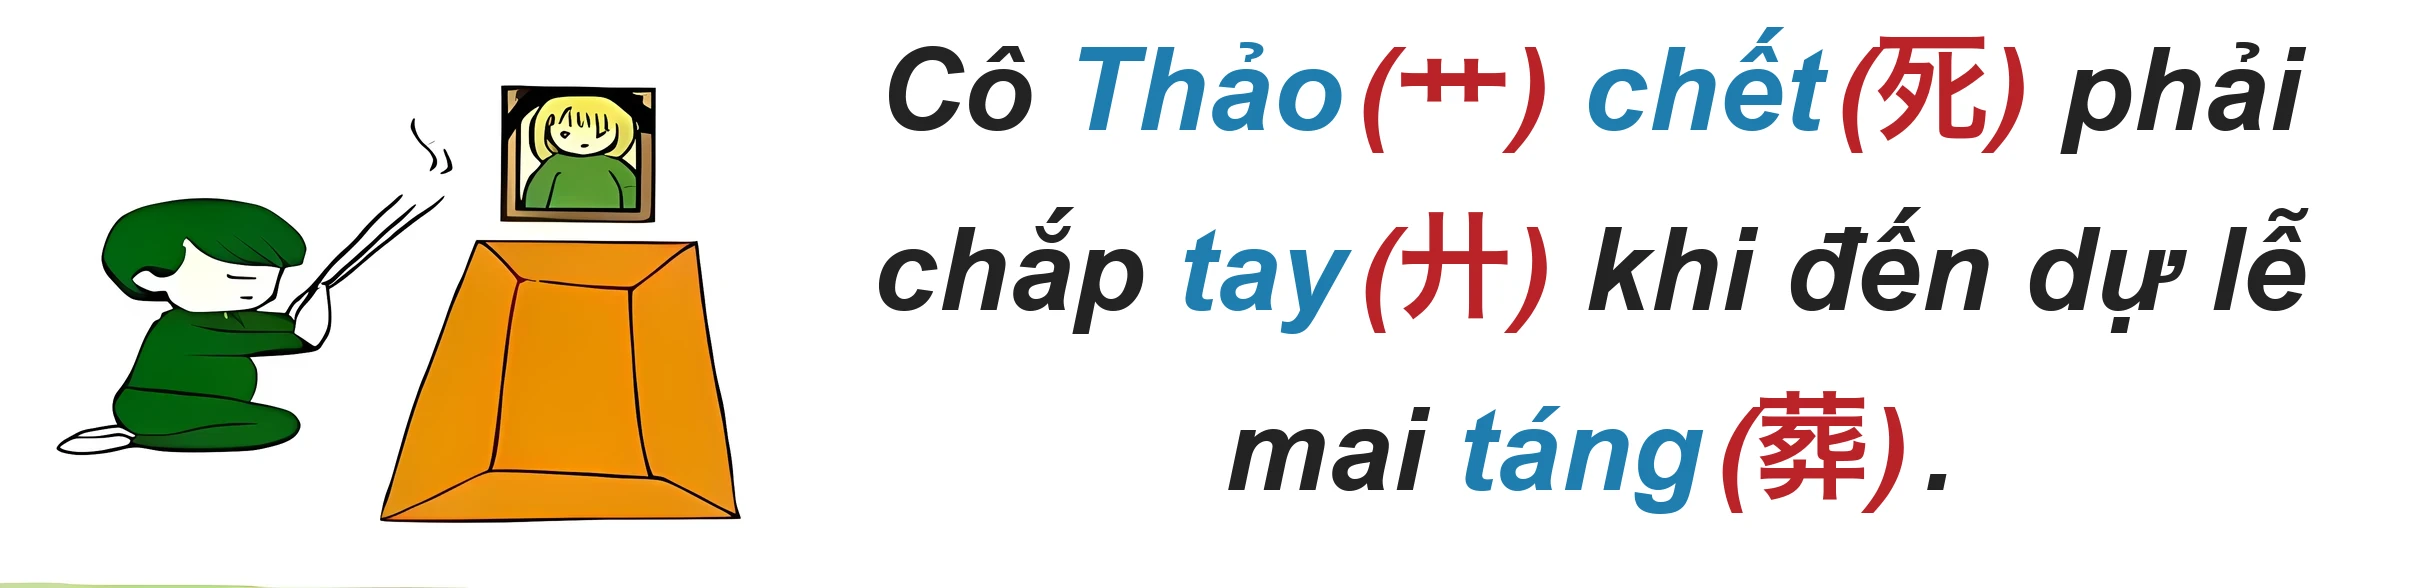 Cô Thảo(艹) chết(死) phải
chắp tay(廾) khi đến dự lễ
mai táng(葬).